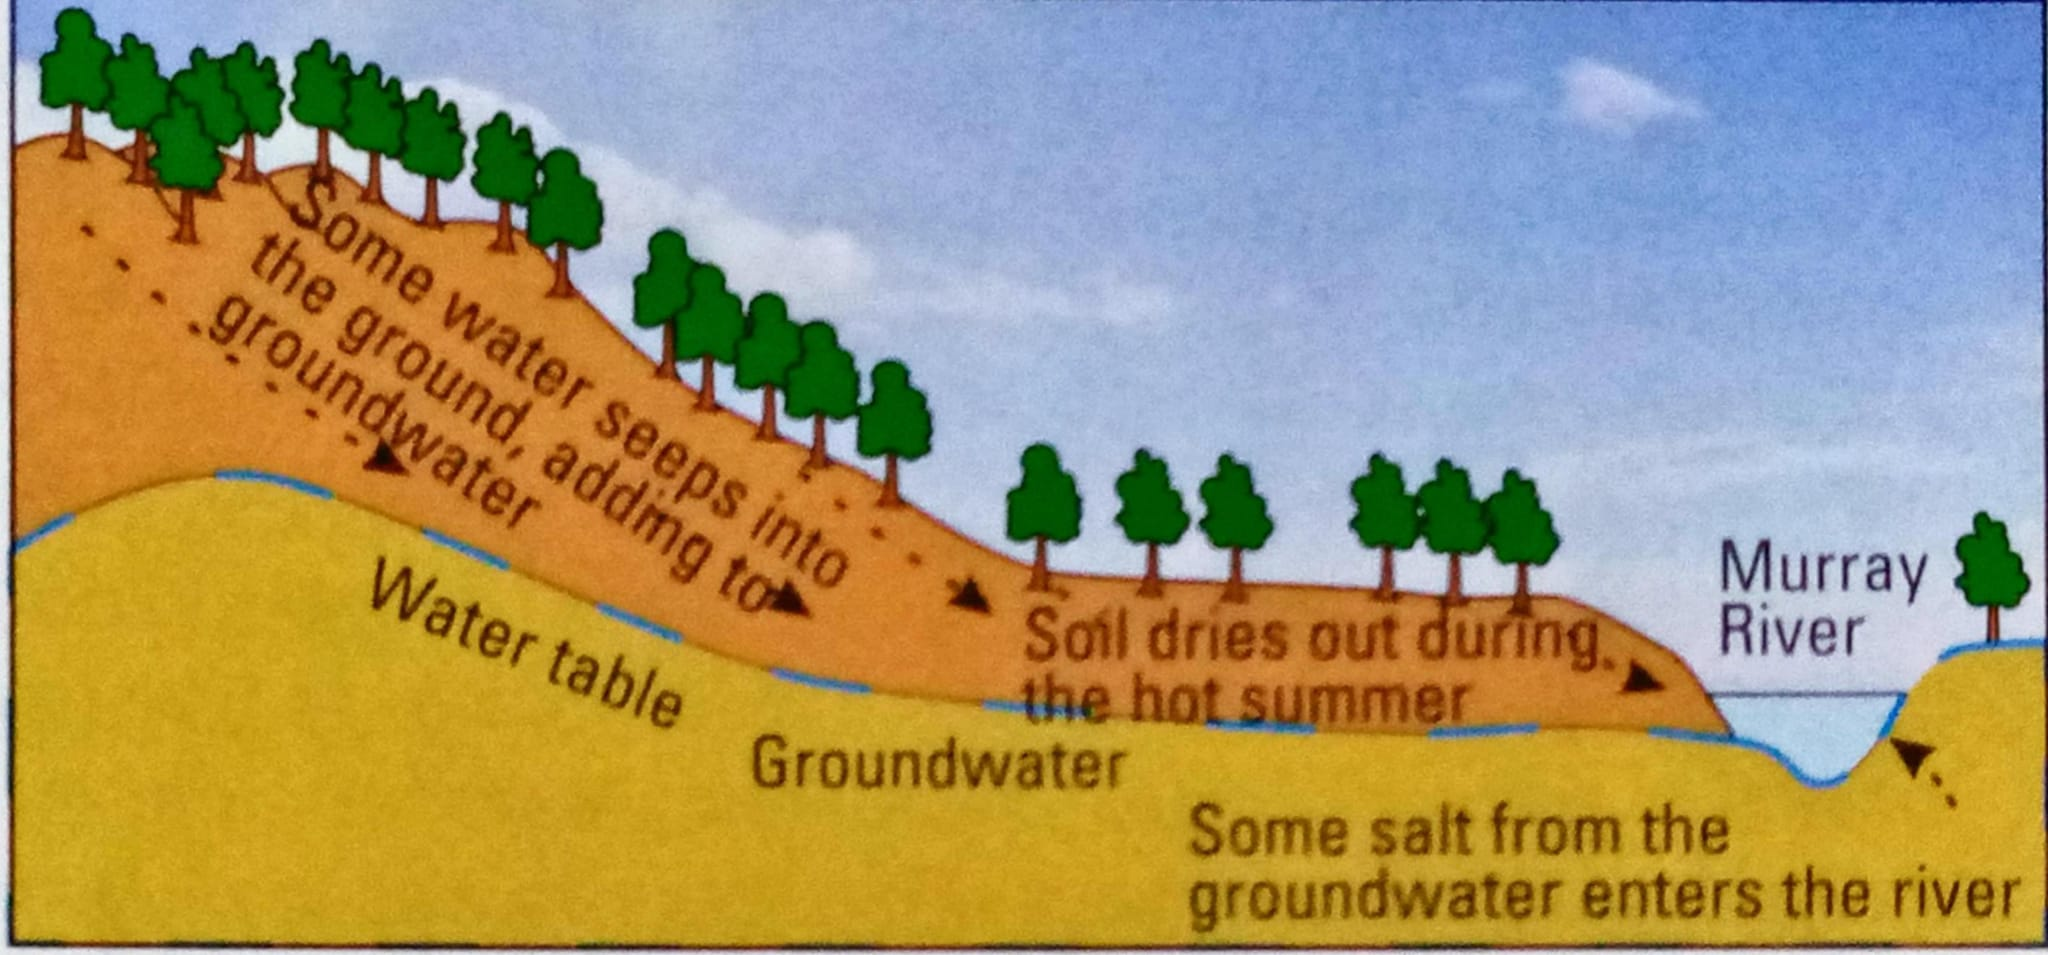 Some water seeps into
the ground, adding to
groundwater
Water table
Groundwater
Soil dries out during
the hot summer
Murray
River
Some salt from the
groundwater enters the river